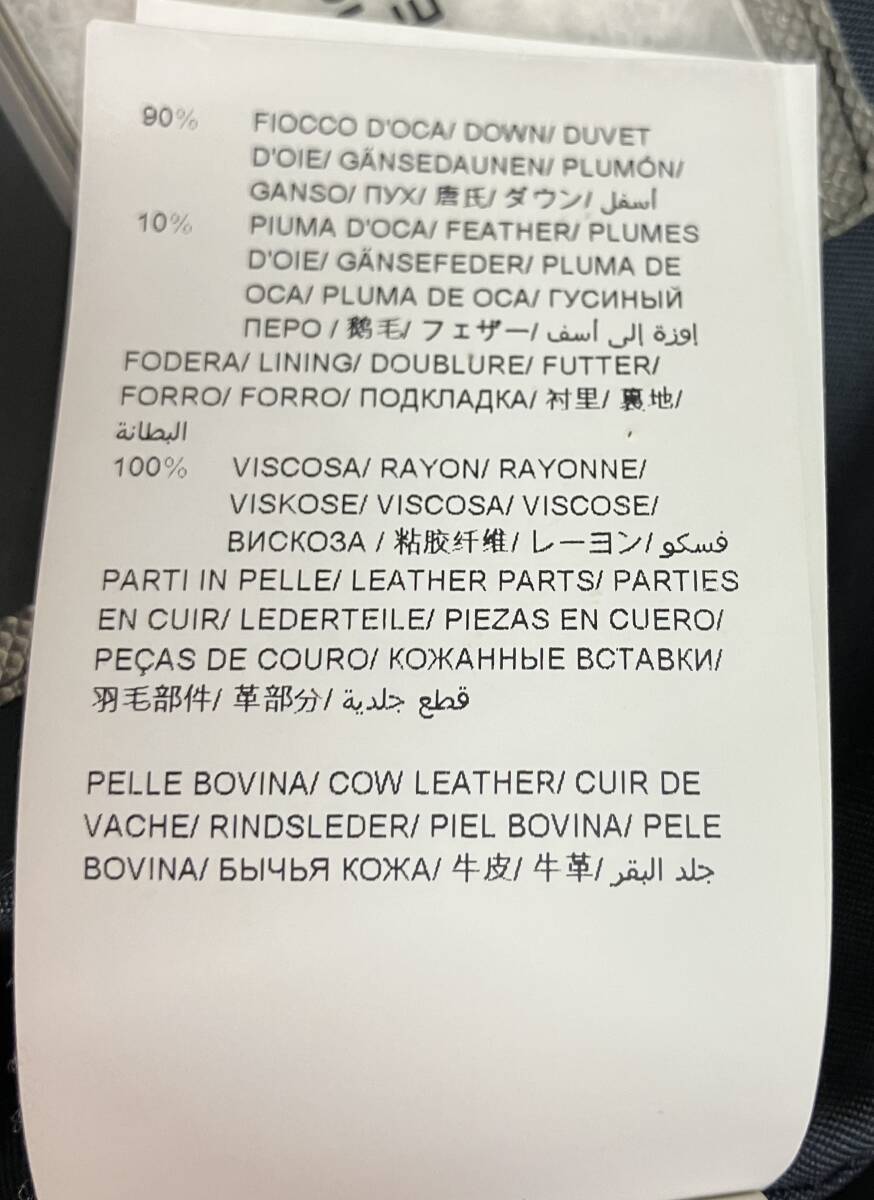 90% FIOCCO D'OCA/ DOWN/ DUVET
D'OIE/ GÄNSEDAUNEN/ PLUMÓN/
GANSO/ ПУХ/ 唐氏/ ダウン/ أسفل
10% PIUMA D'OCA/ FEATHER/ PLUMES
D'OIE/ GÄNSEFEDER/ PLUMA DE
OCA/ PLUMA DE OCA/ ГУСИНЫЙ
ПЕРО / 鹅毛/ フェザー/ إوزة إلى أسف
FODERA/ LINING/ DOUBLURE/ FUTTER/
FORRO/ FORRO/ ПОДКЛАДКА/ 衬里/ 裏地/
البطانة
100% VISCOSA/ RAYON/ RAYONNE/
VISKOSE/ VISCOSA/ VISCOSE/
ВИСКОЗА / 粘胶纤维/ レーヨン/ فسكو
PARTI IN PELLE/ LEATHER PARTS/ PARTIES
EN CUIR/ LEDERTEILE/ PIEZAS EN CUERO/
PEÇAS DE COURO/ КОЖАННЫЕ ВСТАВКИ/
羽毛部件/ 革部分/ قطع جلدية
PELLE BOVINA/ COW LEATHER/ CUIR DE
VACHE/ RINDSLEDER/ PIEL BOVINA/ PELE
BOVINA/ БЫЧЬЯ КОЖА/ 牛皮/ 牛革/ جلد البقر